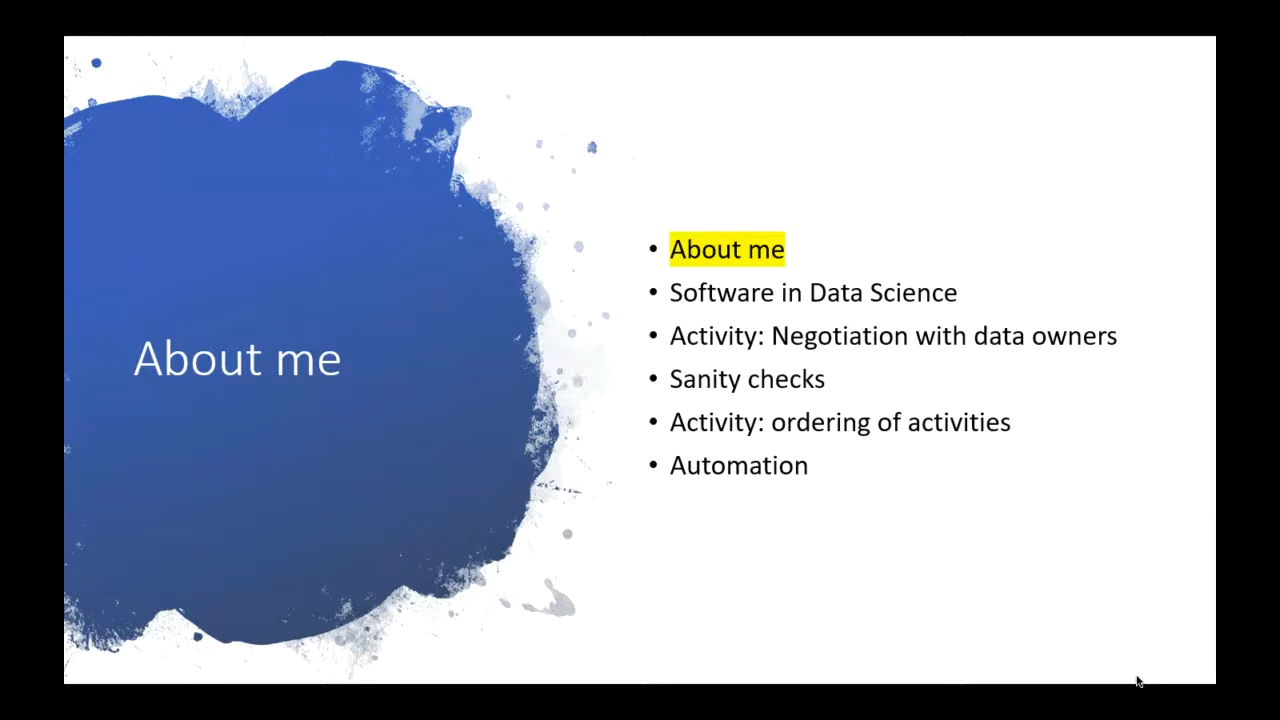 About me
• About me
• Software in Data Science
• Activity: Negotiation with data owners
• Sanity checks
• Activity: ordering of activities
• Automation